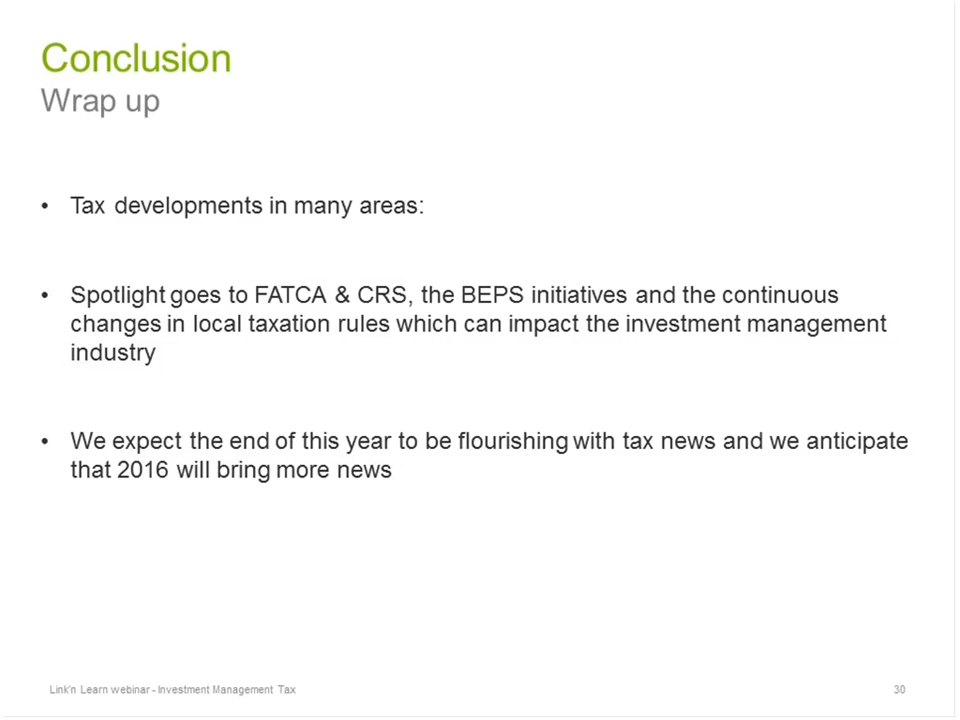 Conclusion
Wrap up
• Tax developments in many areas:
• Spotlight goes to FATCA & CRS, the BEPS initiatives and the continuous
changes in local taxation rules which can impact the investment management
industry
• We expect the end of this year to be flourishing with tax news and we anticipate
that 2016 will bring more news
Link'n Learn webinar - Investment Management Tax
30